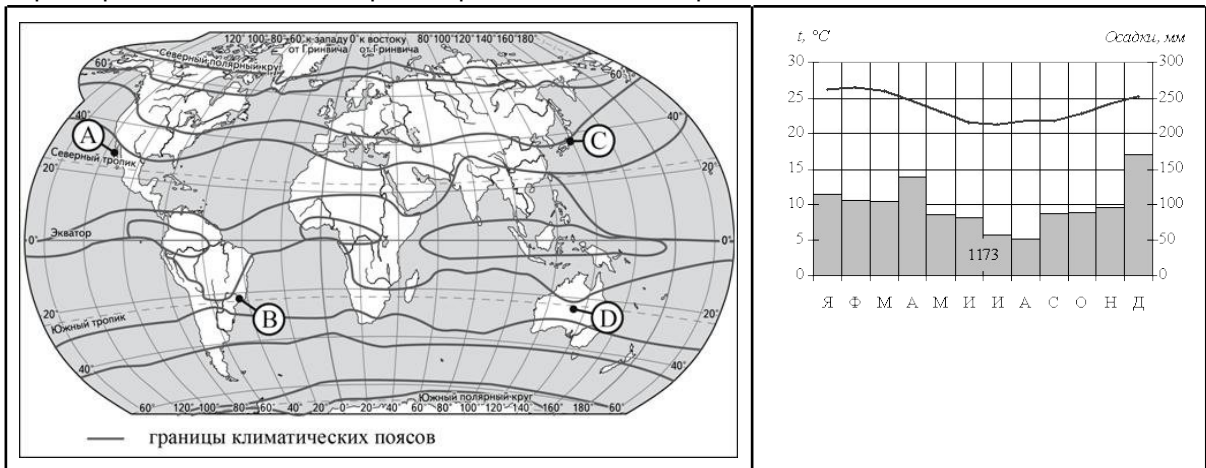 120° 100° 80° 60° к западу 0° к востоку 80° 100° 120° 140° 160° 180°
от Гринвича от Гринвича
Северный полярный круг
60° 60°
40° 40°
A
C
Северный тропик
20° 20°
Экватор
0° 0°
B
D
20° 20°
Южный тропик
40° 40°
Южный полярный круг
60° 120° 100° 80° 60° 40° 20° 0° 20° 40° 60° 80° 100° 120° 140° 160° 180° 60°
границы климатических поясов
t, °C Осадки, мм
30 300
25 250
20 200
15 150
10 100
5 50
1173
0 0
Я Ф М А М И И А С О Н Д